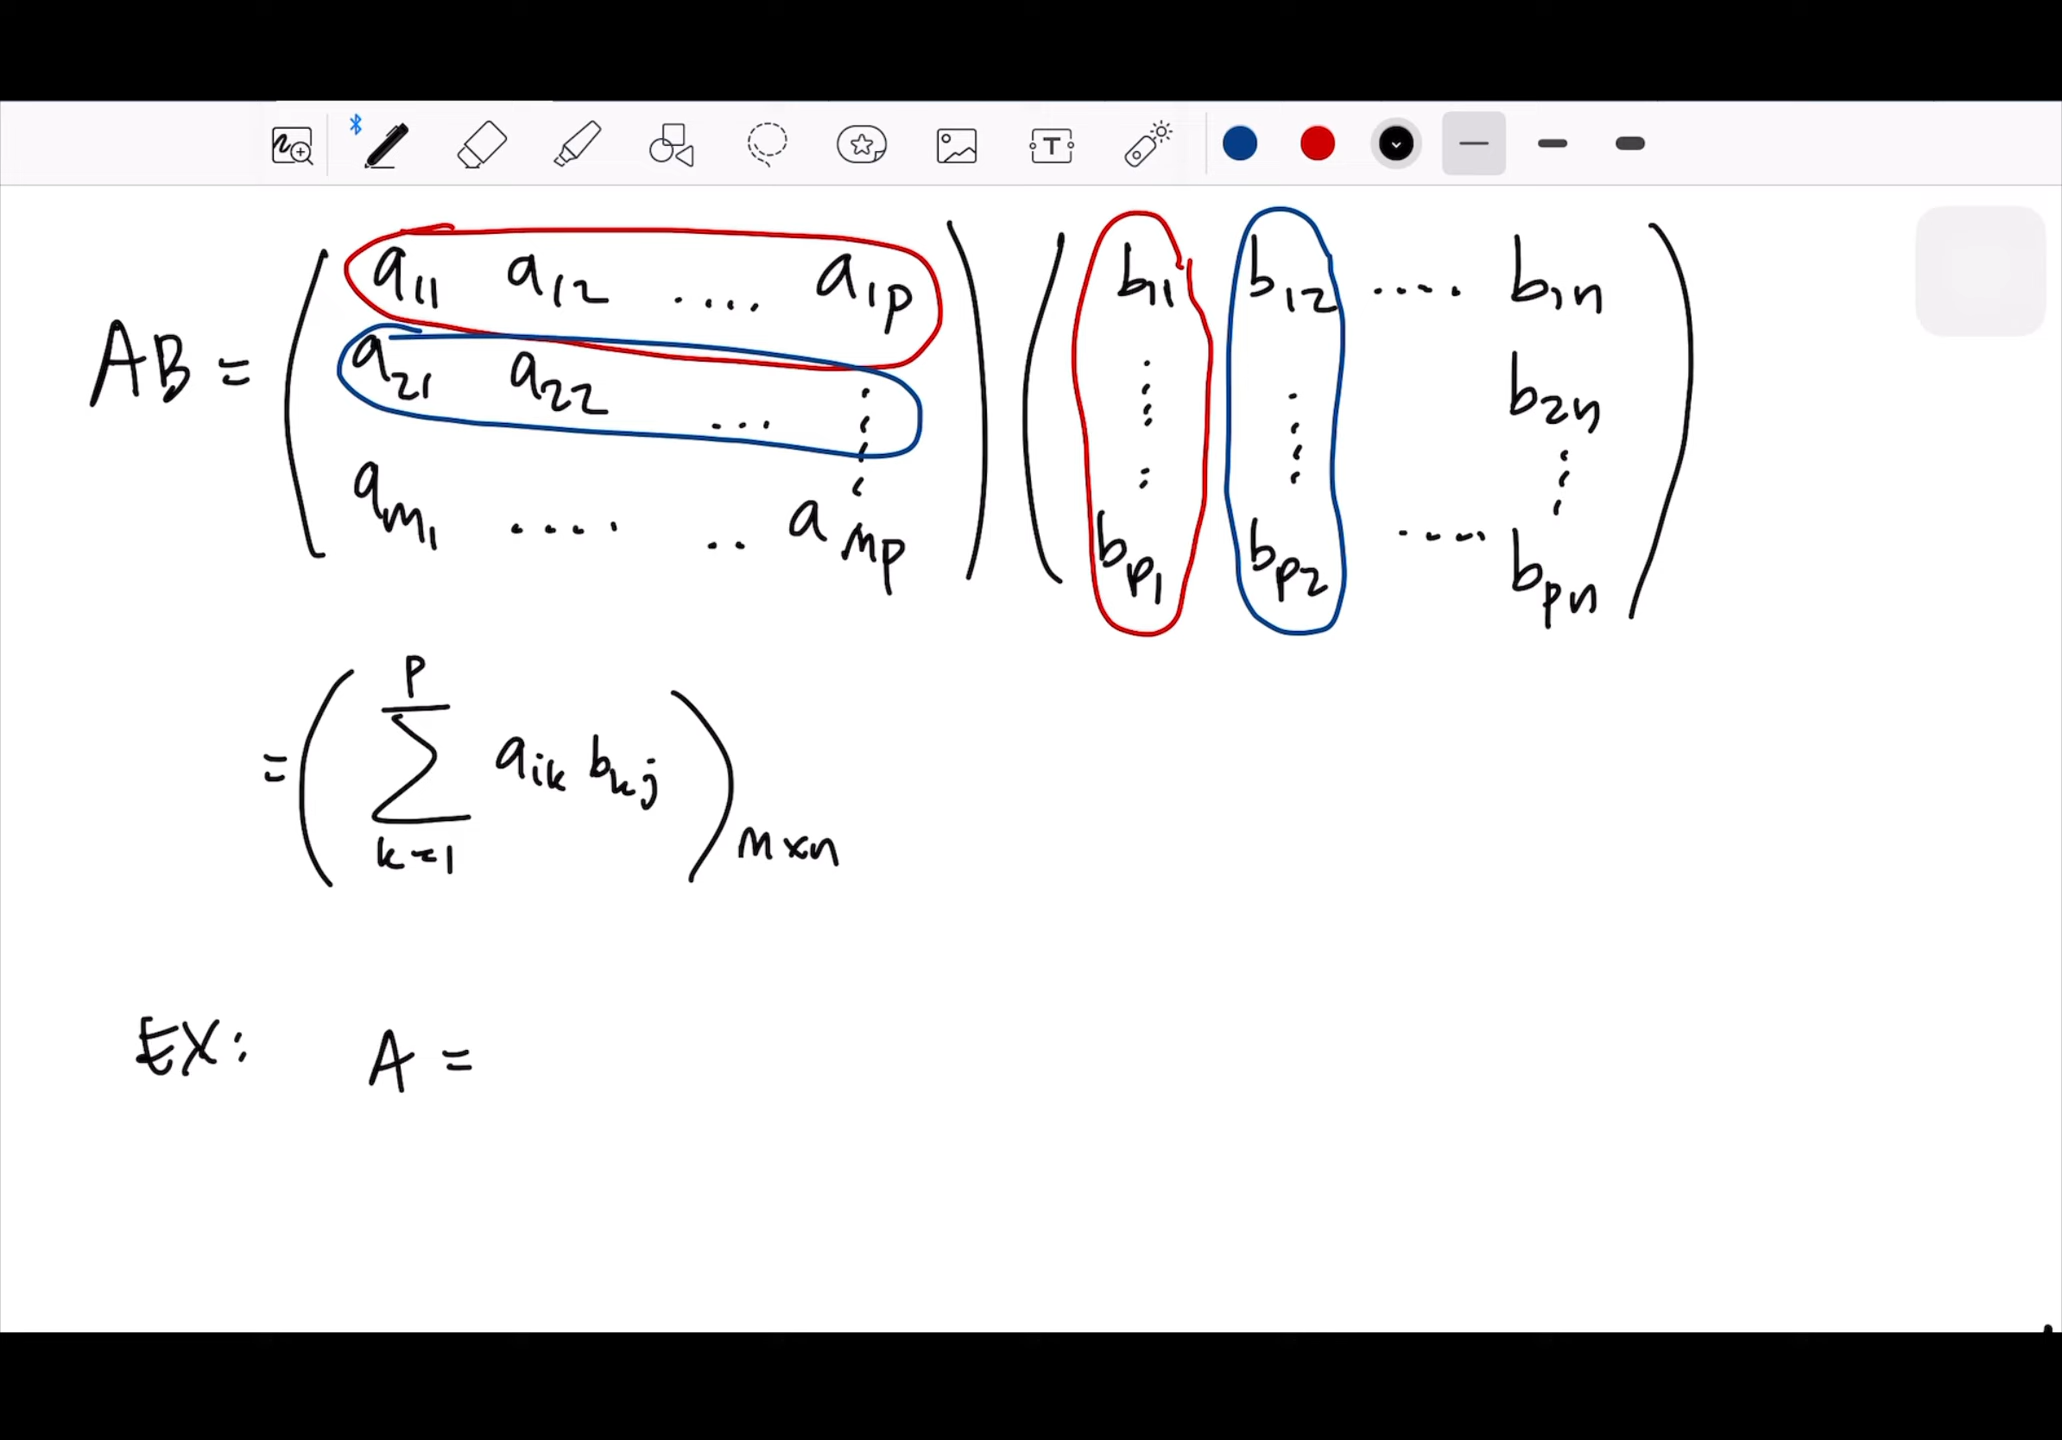 AB = ( a11 a12 .... a1p ) ( b11 b12 .... b1n )
a21 a22 ... ⋮ ⋮ ⋮ b2n
am1 .... .. amp bp1 bp2 .... bpn
= ( p ∑ k=1 aik bkj ) m×n
EX: A =